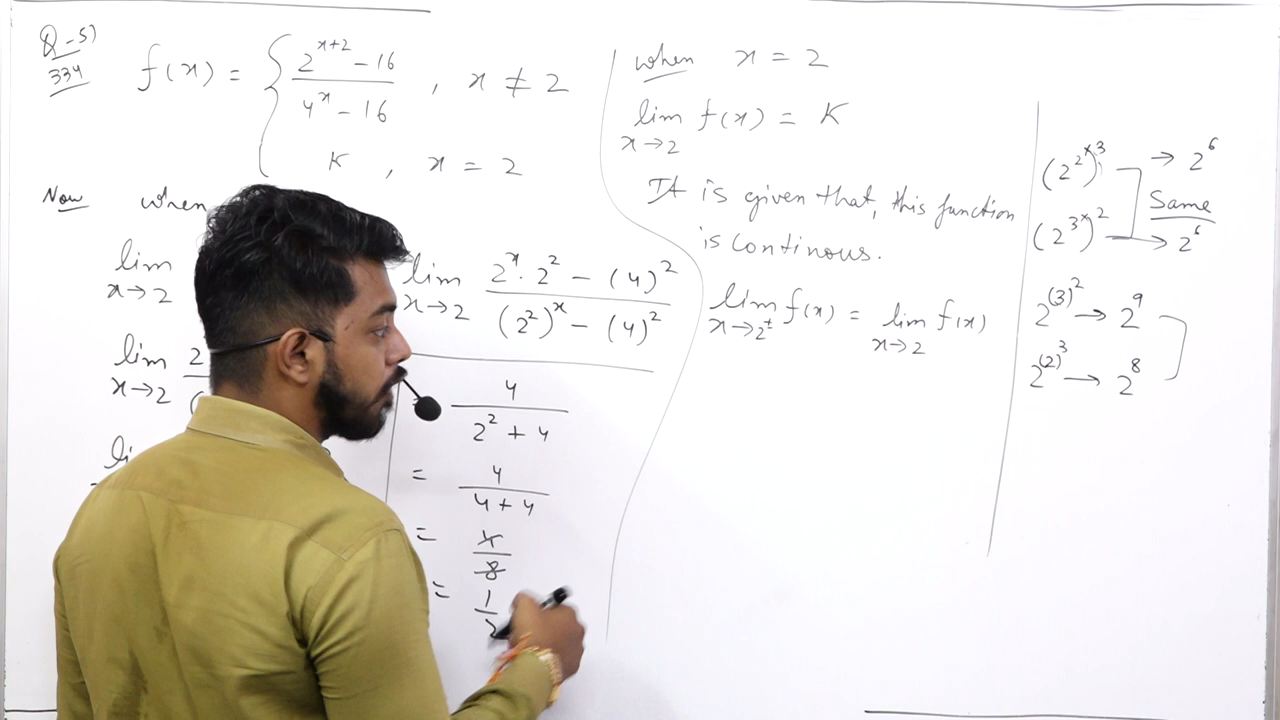 Q-5)
334
f(x) = { 2^{x+2} - 16 / 4^x - 16 , x ≠ 2
K , x = 2
Now when
lim x→2
lim x→2 2^x · 2^2 - (4)^2 / (2^2)^x - (4)^2
lim x→2 2
= 4 / 2^2 + 4
= 4 / 4 + 4
= 4 / 8
= 1 / 2
when x = 2
lim x→2 f(x) = K
It is given that, this function
is continous.
lim x→2^± f(x) = lim x→2 f(x)
(2^{2})^{×3} → 2^6
Same
(2^{3})^{×2} → 2^6
2^{(3)^2} → 2^9
2^{(2)^3} → 2^8